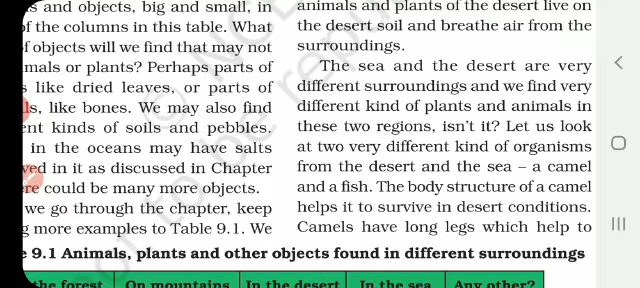 and objects, big and small, in
of the columns in this table. What
of objects will we find that may not
mals or plants? Perhaps parts of
like dried leaves, or parts of
ls, like bones. We may also find
ent kinds of soils and pebbles.
in the oceans may have salts
ved in it as discussed in Chapter
re could be many more objects.
we go through the chapter, keep
more examples to Table 9.1. We
animals and plants of the desert live on
the desert soil and breathe air from the
surroundings.
The sea and the desert are very
different surroundings and we find very
different kind of plants and animals in
these two regions, isn't it? Let us look
at two very different kind of organisms
from the desert and the sea – a camel
and a fish. The body structure of a camel
helps it to survive in desert conditions.
Camels have long legs which help to
9.1 Animals, plants and other objects found in different surroundings
the forest On mountains In the desert In the sea Any other?